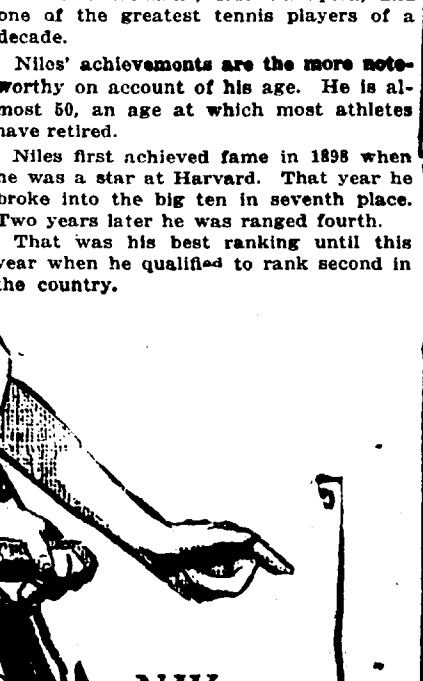 one of the greatest tennis players of a
decade.
Niles' achievements are the more note-
worthy on account of his age. He is al-
most 50, an age at which most athletes
have retired.
Niles first achieved fame in 1898 when
he was a star at Harvard. That year he
broke into the big ten in seventh place.
Two years later he was ranged fourth.
That was his best ranking until this
year when he qualified to rank second in
the country.